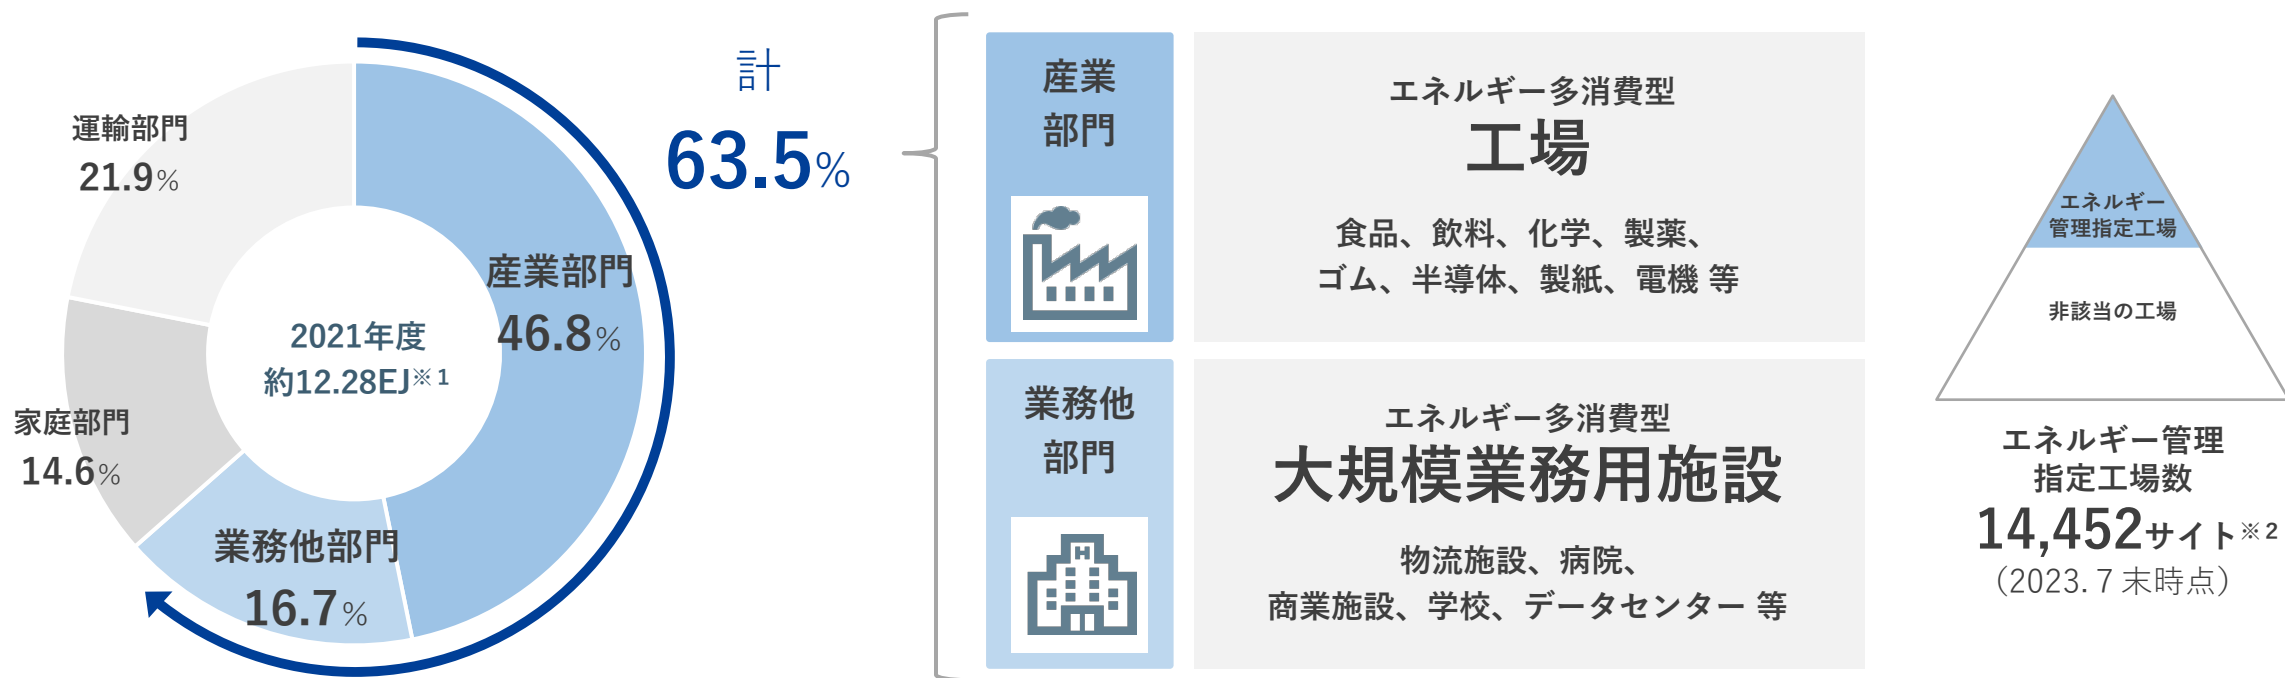 計
63.5%
運輸部門
21.9%
産業部門
46.8%
2021年度
約12.28EJ※1
家庭部門
14.6%
業務他部門
16.7%
産業
部門
エネルギー多消費型
工場
食品、飲料、化学、製薬、
ゴム、半導体、製紙、電機 等
業務他
部門
エネルギー多消費型
大規模業務用施設
物流施設、病院、
商業施設、学校、データセンター 等
H
エネルギー
管理指定工場
非該当の工場
エネルギー管理
指定工場数
14,452サイト※2
（2023.７末時点）